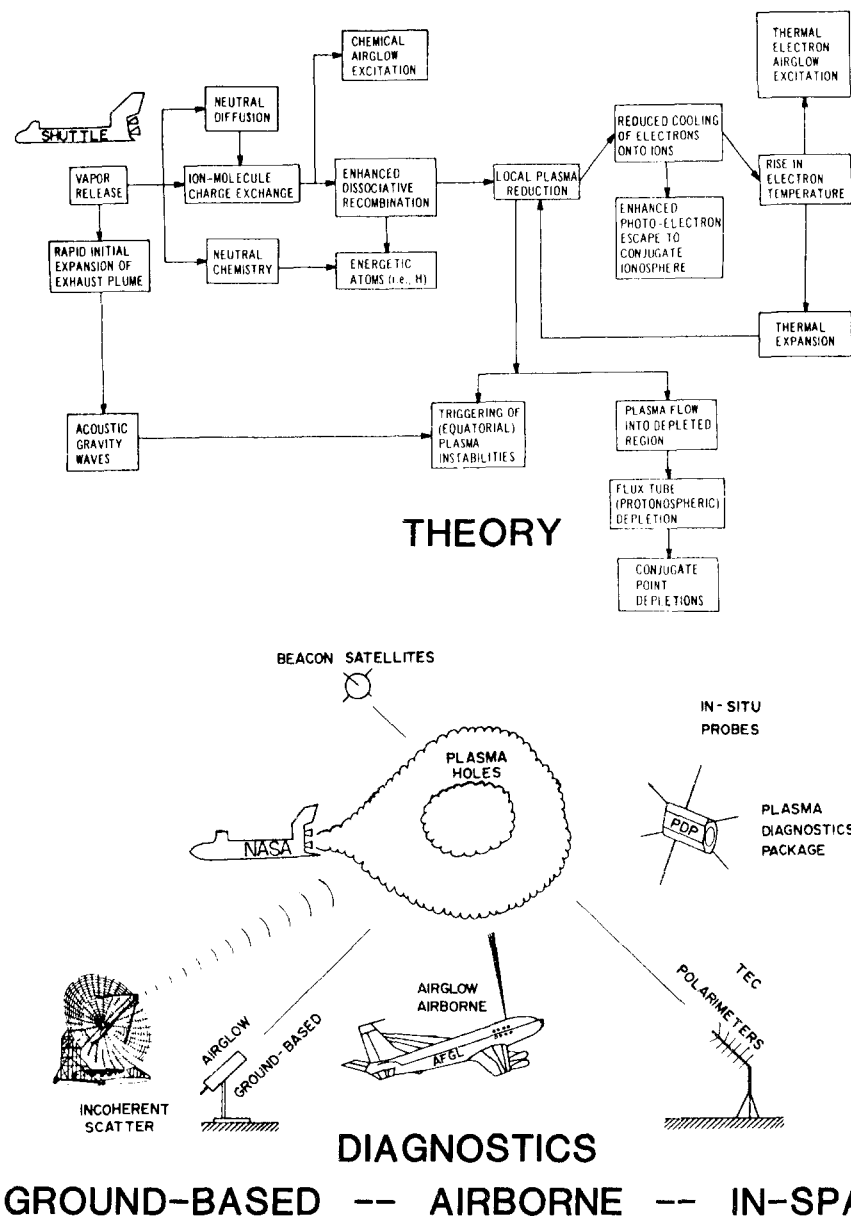 CHEMICAL
AIRGLOW
EXCITATION
THERMAL
ELECTRON
AIRGLOW
EXCITATION
SHUTTLE
NEUTRAL
DIFFUSION
REDUCED COOLING
OF ELECTRONS
ONTO IONS
VAPOR
RELEASE
ION-MOLECULE
CHARGE EXCHANGE
ENHANCED
DISSOCIATIVE
RECOMBINATION
LOCAL PLASMA
REDUCTION
RISE IN
ELECTRON
TEMPERATURE
ENHANCED
PHOTO-ELECTRON
ESCAPE TO
CONJUGATE
IONOSPHERE
RAPID INITIAL
EXPANSION OF
EXHAUST PLUME
NEUTRAL
CHEMISTRY
ENERGETIC
ATOMS (i.e., H)
THERMAL
EXPANSION
ACOUSTIC
GRAVITY
WAVES
TRIGGERING OF
(EQUATORIAL)
PLASMA
INSTABILITIES
PLASMA FLOW
INTO DEPLETED
REGION
FLUX TUBE
(PROTONOSPHERIC)
DEPLETION
CONJUGATE
POINT
DEPLETIONS
THEORY
BEACON SATELLITES
IN-SITU
PROBES
PLASMA
HOLES
NASA
PDP
PLASMA
DIAGNOSTICS
PACKAGE
AIRGLOW
AIRBORNE
AFGL
TEC
POLARIMETERS
AIRGLOW
GROUND-BASED
INCOHERENT
SCATTER
DIAGNOSTICS
GROUND-BASED -- AIRBORNE -- IN-SPA